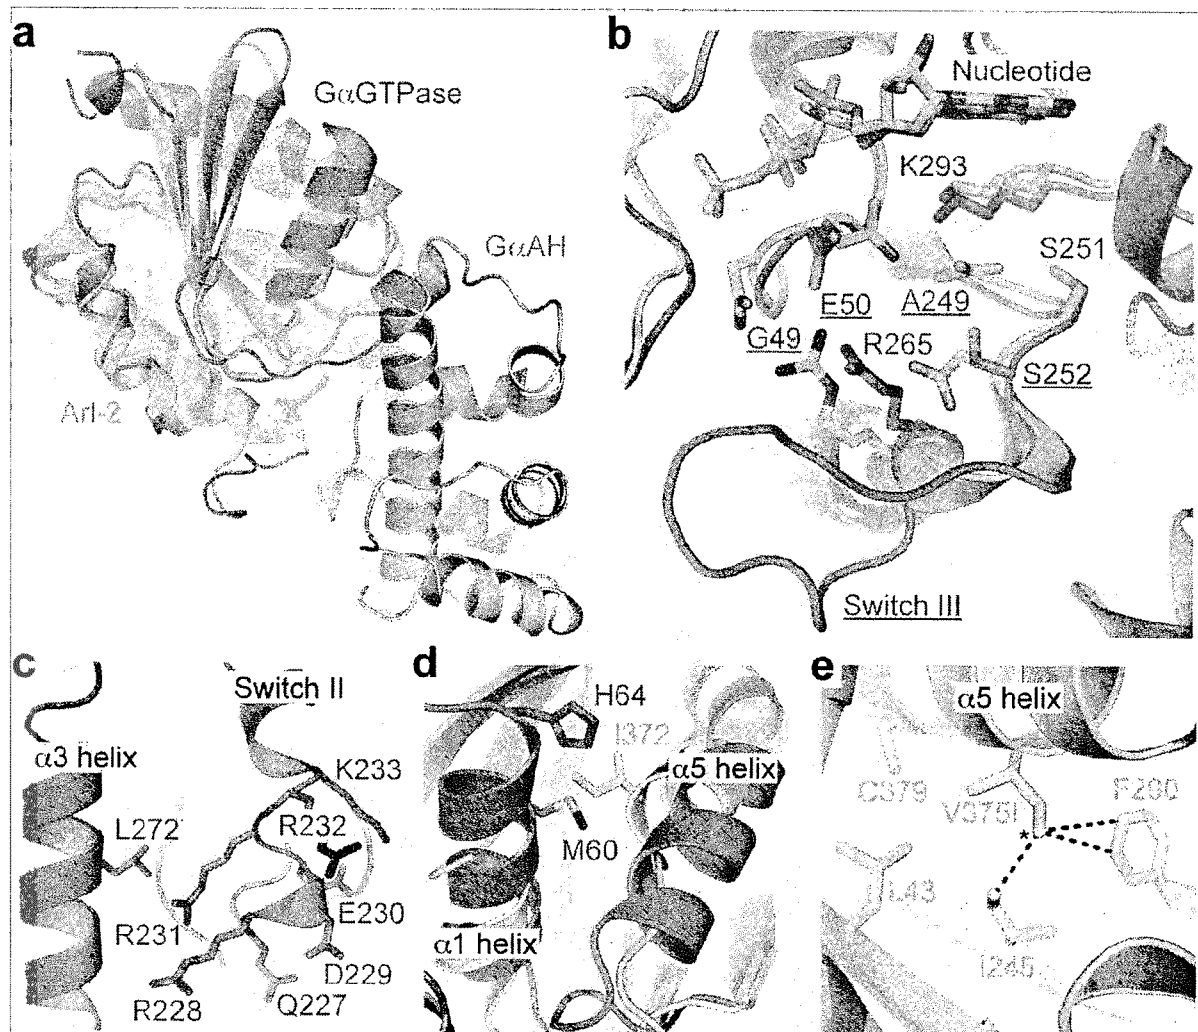 a
GαGTPase
GαAH
Arl-2
b
Nucleotide
K293
S251
E50
A249
G49
R265
S252
Switch III
c
Switch II
α3 helix
K233
L272
R232
E230
R231
D229
R228
Q227
d
H64
I372
α5 helix
M60
α1 helix
e
α5 helix
C379
V375I
F200
*
L43
I245